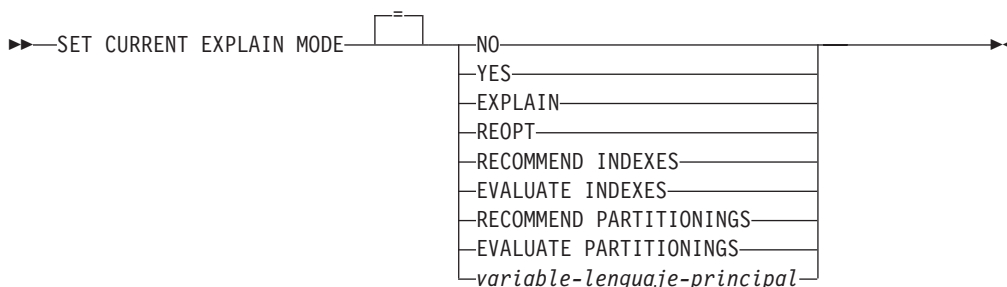 =
SET CURRENT EXPLAIN MODE NO
YES
EXPLAIN
REOPT
RECOMMEND INDEXES
EVALUATE INDEXES
RECOMMEND PARTITIONINGS
EVALUATE PARTITIONINGS
variable-lenguaje-principal